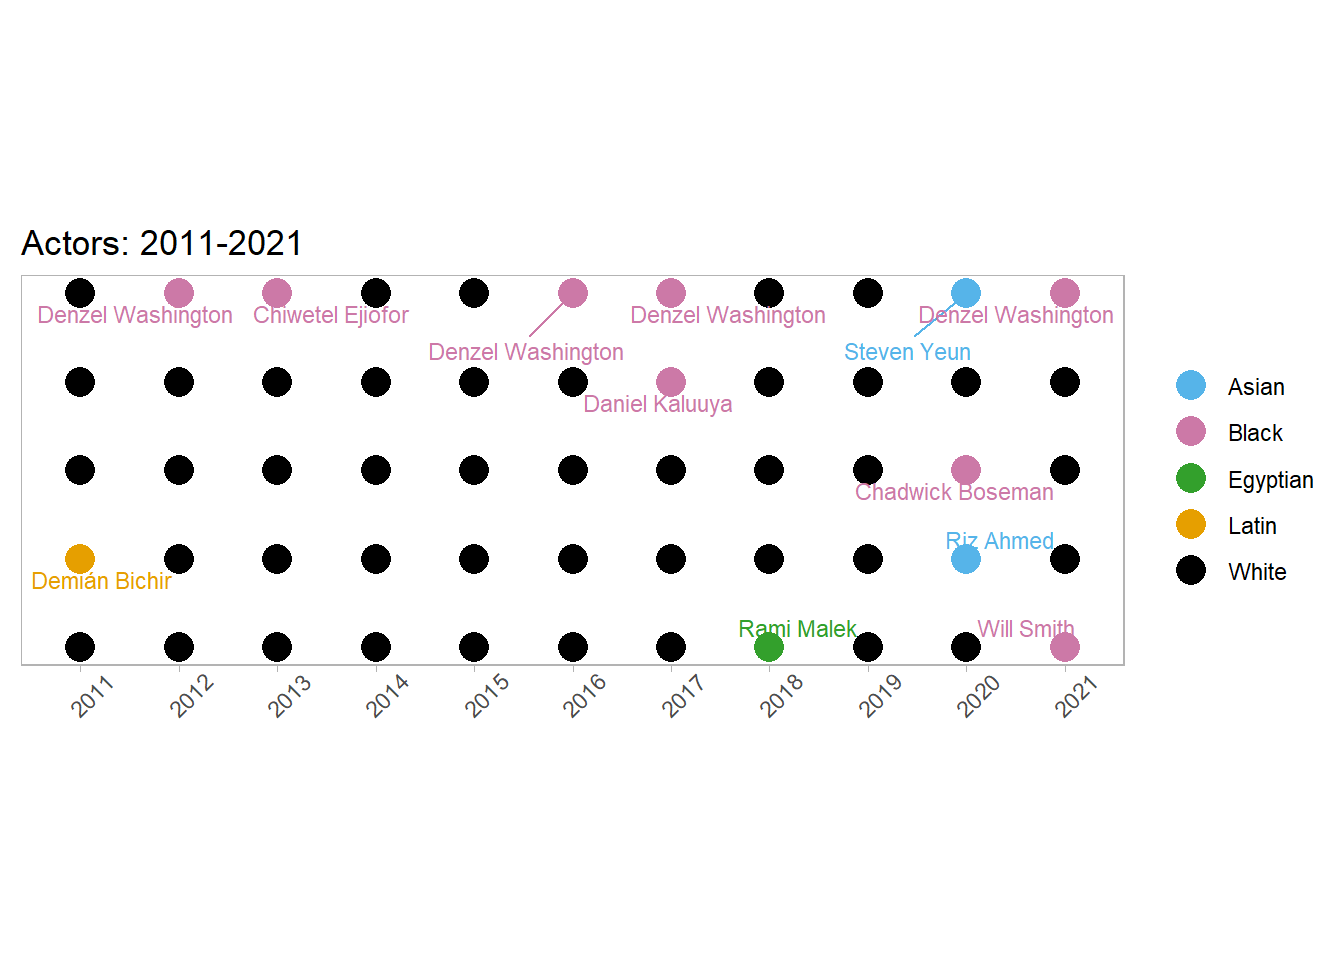 Actors: 2011-2021
Denzel Washington
Chiwetel Ejiofor
Denzel Washington
Denzel Washington
Denzel Washington
Steven Yeun
Daniel Kaluuya
Chadwick Boseman
Riz Ahmed
Demián Bichir
Rami Malek
Will Smith
2011
2012
2013
2014
2015
2016
2017
2018
2019
2020
2021
Asian
Black
Egyptian
Latin
White